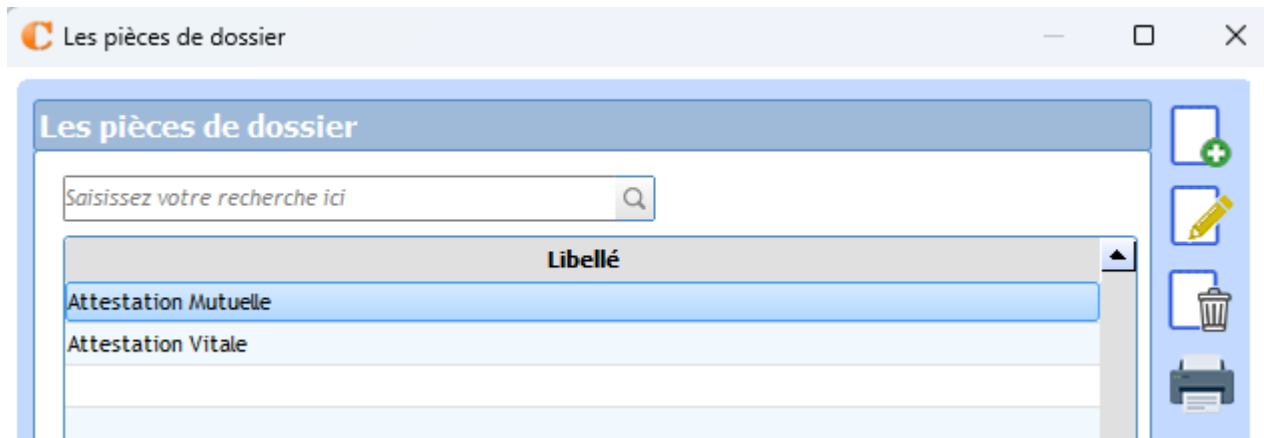 Les pièces de dossier
Les pièces de dossier
Saisissez votre recherche ici
Libellé
Attestation Mutuelle
Attestation Vitale